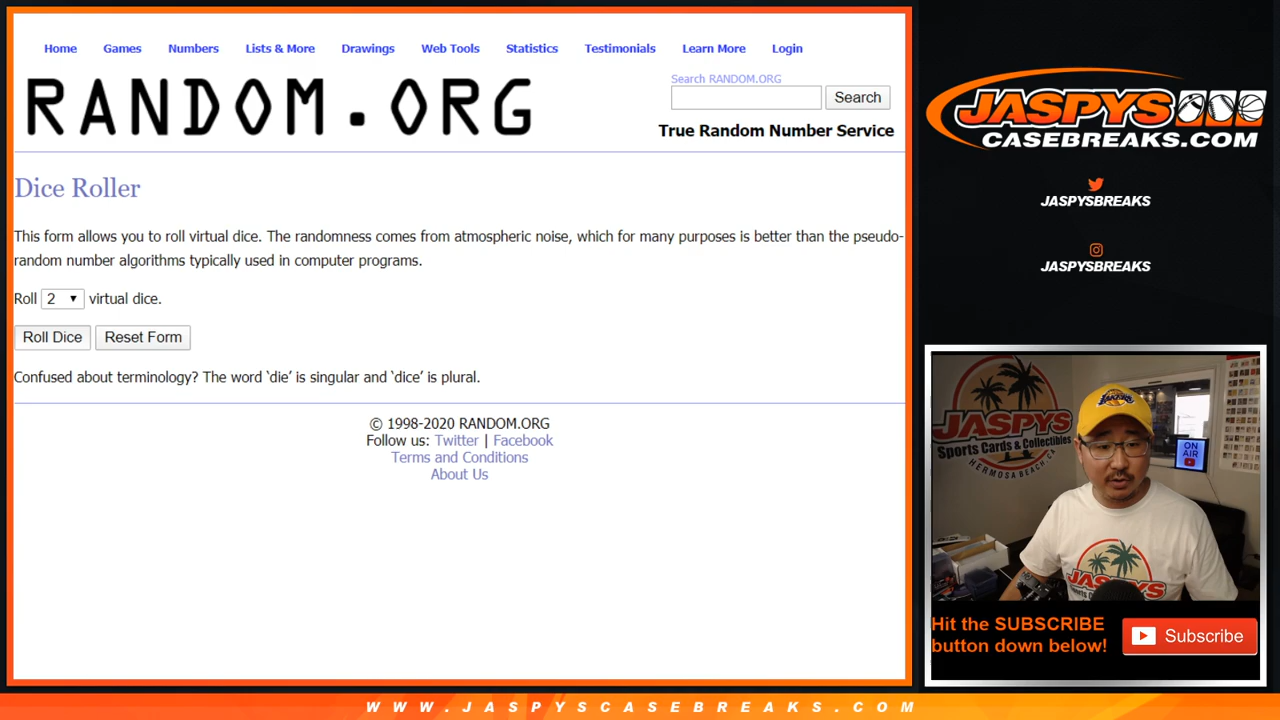 Home Games Numbers Lists & More Drawings Web Tools Statistics Testimonials Learn More Login
RANDOM.ORG
Search RANDOM.ORG
Search
True Random Number Service
Dice Roller
This form allows you to roll virtual dice. The randomness comes from atmospheric noise, which for many purposes is better than the pseudo-
random number algorithms typically used in computer programs.
Roll 2 virtual dice.
Roll Dice Reset Form
Confused about terminology? The word ‘die’ is singular and ‘dice’ is plural.
© 1998-2020 RANDOM.ORG
Follow us: Twitter | Facebook
Terms and Conditions
About Us
JASPYS
CASEBREAKS.COM
JASPYSBREAKS
JASPYSBREAKS
JASPYS
Sports Cards & Collectibles
HERMOSA BEACH, CA
LAKERS
ON
AIR
JASPYS
Hit the SUBSCRIBE
button down below!
Subscribe
WWW.JASPYSCASEBREAKS.COM